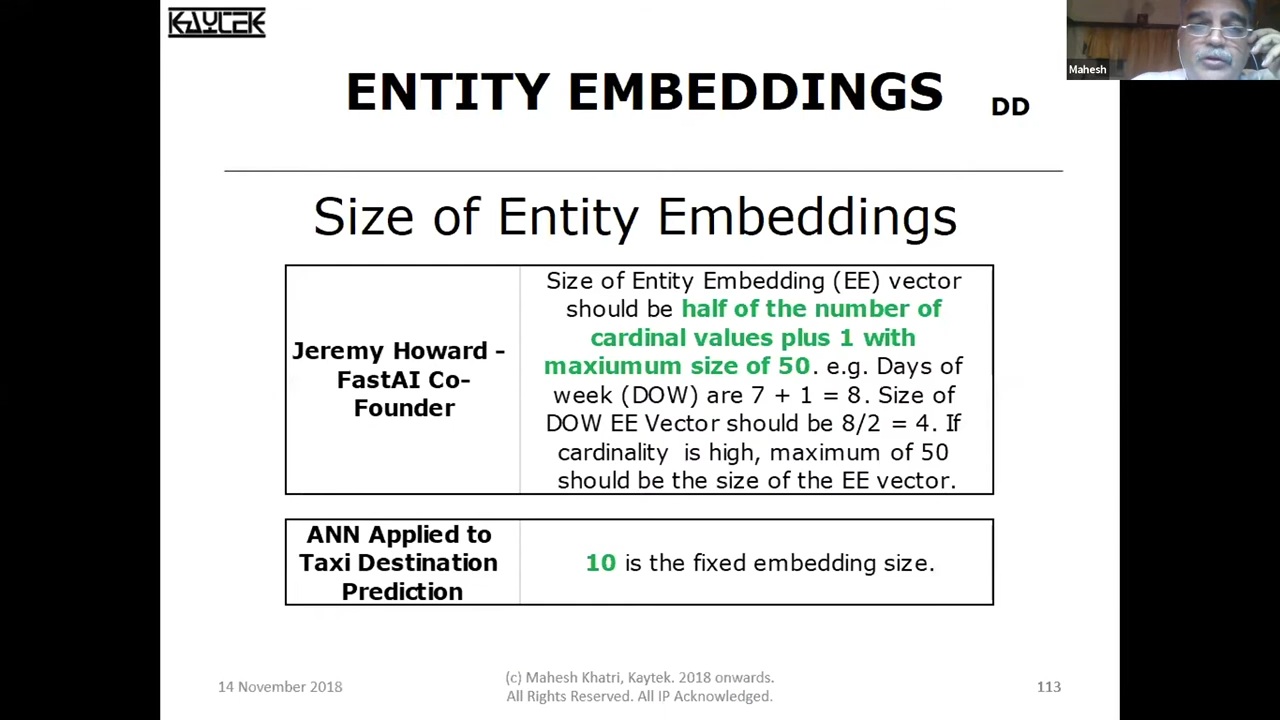 KAYTEK
Mahesh
ENTITY EMBEDDINGS DD
Size of Entity Embeddings
Jeremy Howard -
FastAI Co-
Founder
Size of Entity Embedding (EE) vector
should be half of the number of
cardinal values plus 1 with
maxiumum size of 50. e.g. Days of
week (DOW) are 7 + 1 = 8. Size of
DOW EE Vector should be 8/2 = 4. If
cardinality is high, maximum of 50
should be the size of the EE vector.
ANN Applied to
Taxi Destination
Prediction
10 is the fixed embedding size.
14 November 2018
(c) Mahesh Khatri, Kaytek. 2018 onwards.
All Rights Reserved. All IP Acknowledged.
113